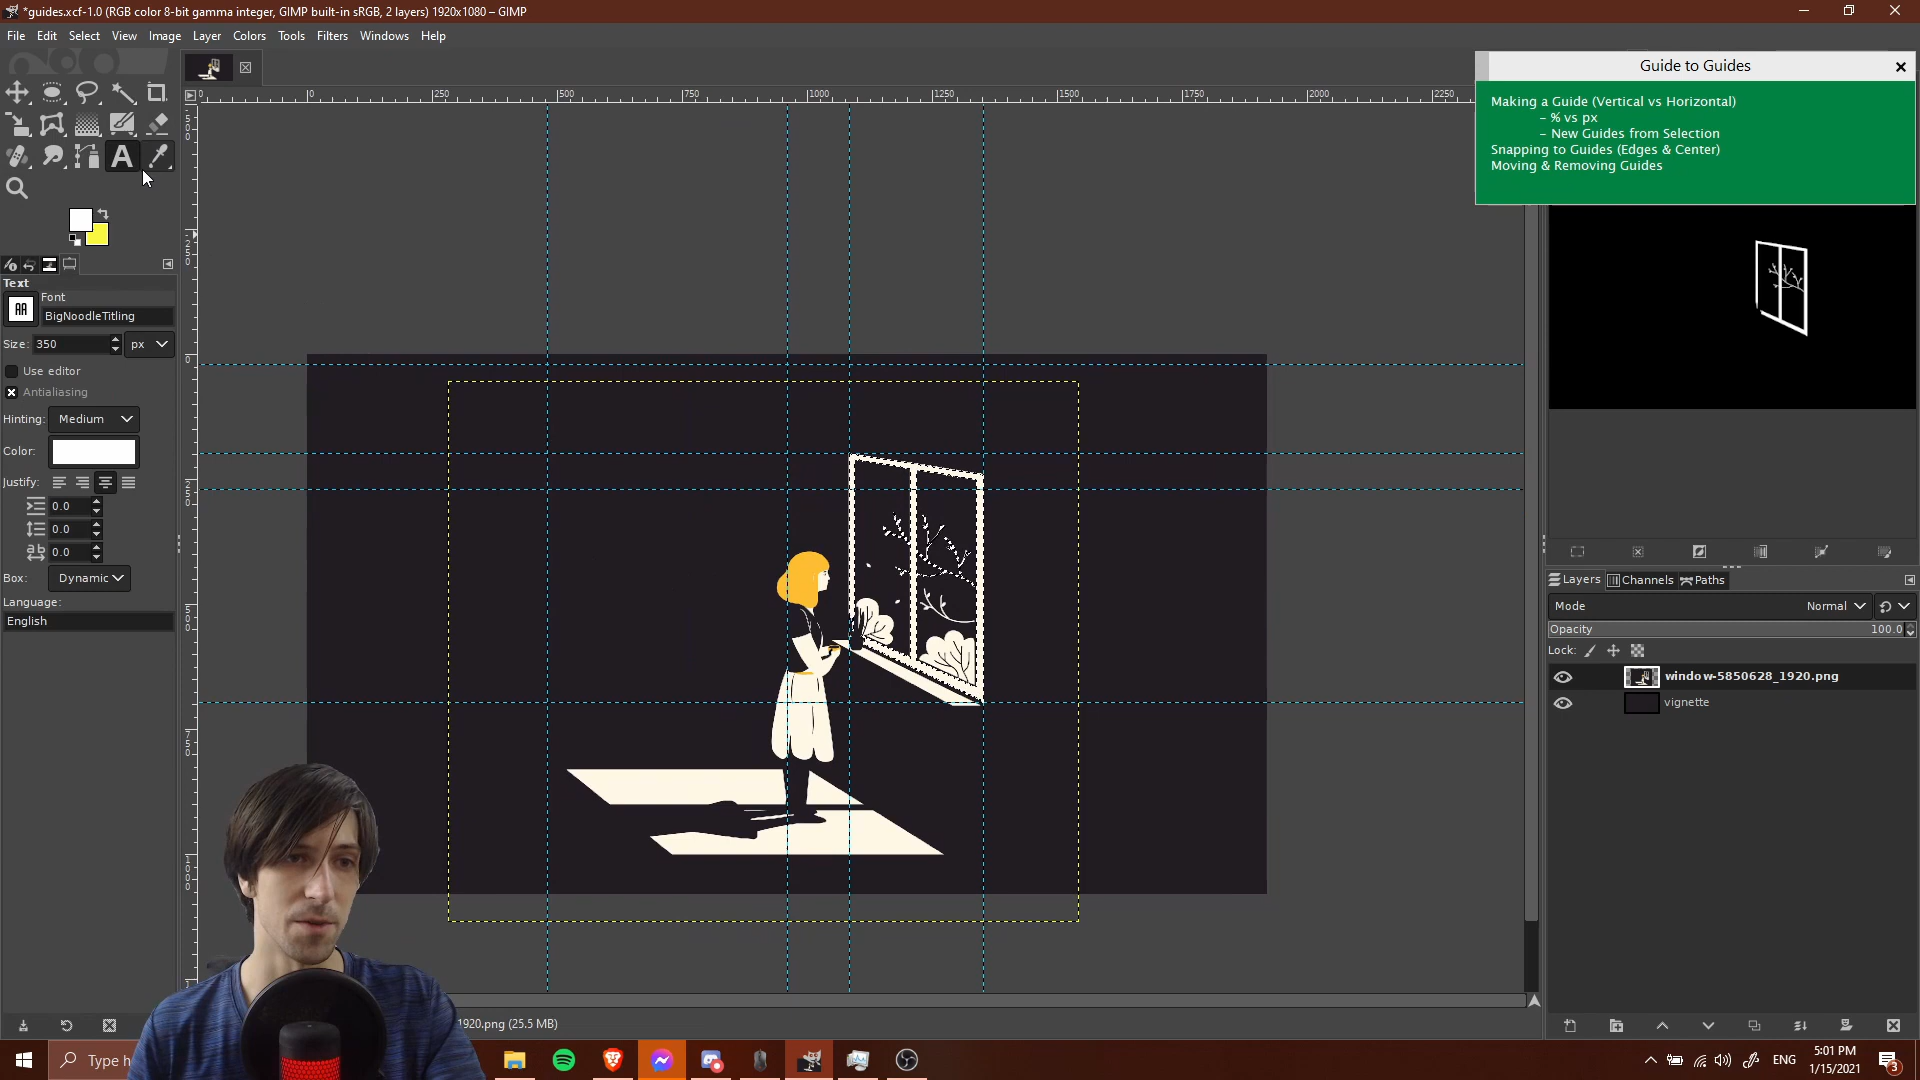 *guides.xcf-1.0 (RGB color 8-bit gamma integer, GIMP built-in sRGB, 2 layers) 1920x1080 – GIMP
File Edit Select View Image Layer Colors Tools Filters Windows Help
Guide to Guides
Making a Guide (Vertical vs Horizontal)
– % vs px
– New Guides from Selection
Snapping to Guides (Edges & Center)
Moving & Removing Guides
0 250 500 750 1000 1250 1500 1750 2000 2250
Text
Font
AA BigNoodleTitling
Size: 350 px
Use editor
Antialiasing
Hinting: Medium
Color:
Justify:
0.0
0.0
0.0
Box: Dynamic
Language:
English
Layers Channels Paths
Mode Normal
Opacity 100.0
Lock:
window-5850628_1920.png
vignette
1920.png (25.5 MB)
Type h
ENG
5:01 PM
1/15/2021
3